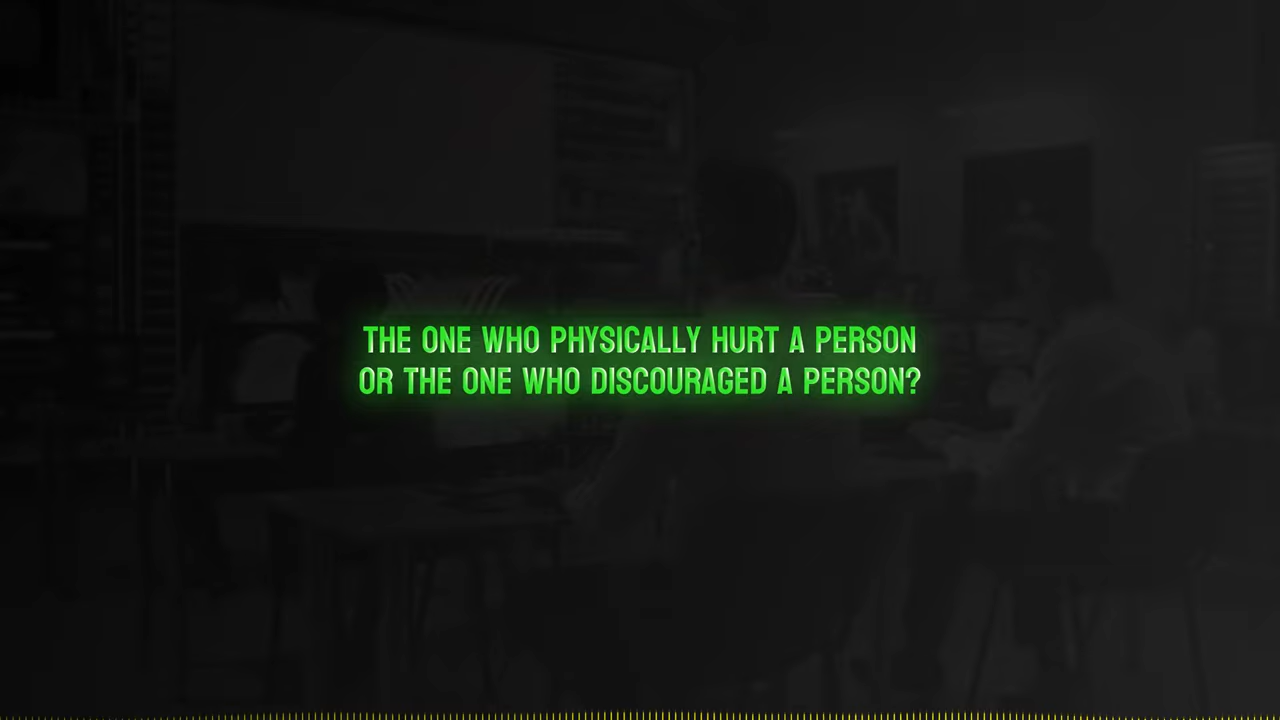 THE ONE WHO PHYSICALLY HURT A PERSON
OR THE ONE WHO DISCOURAGED A PERSON?